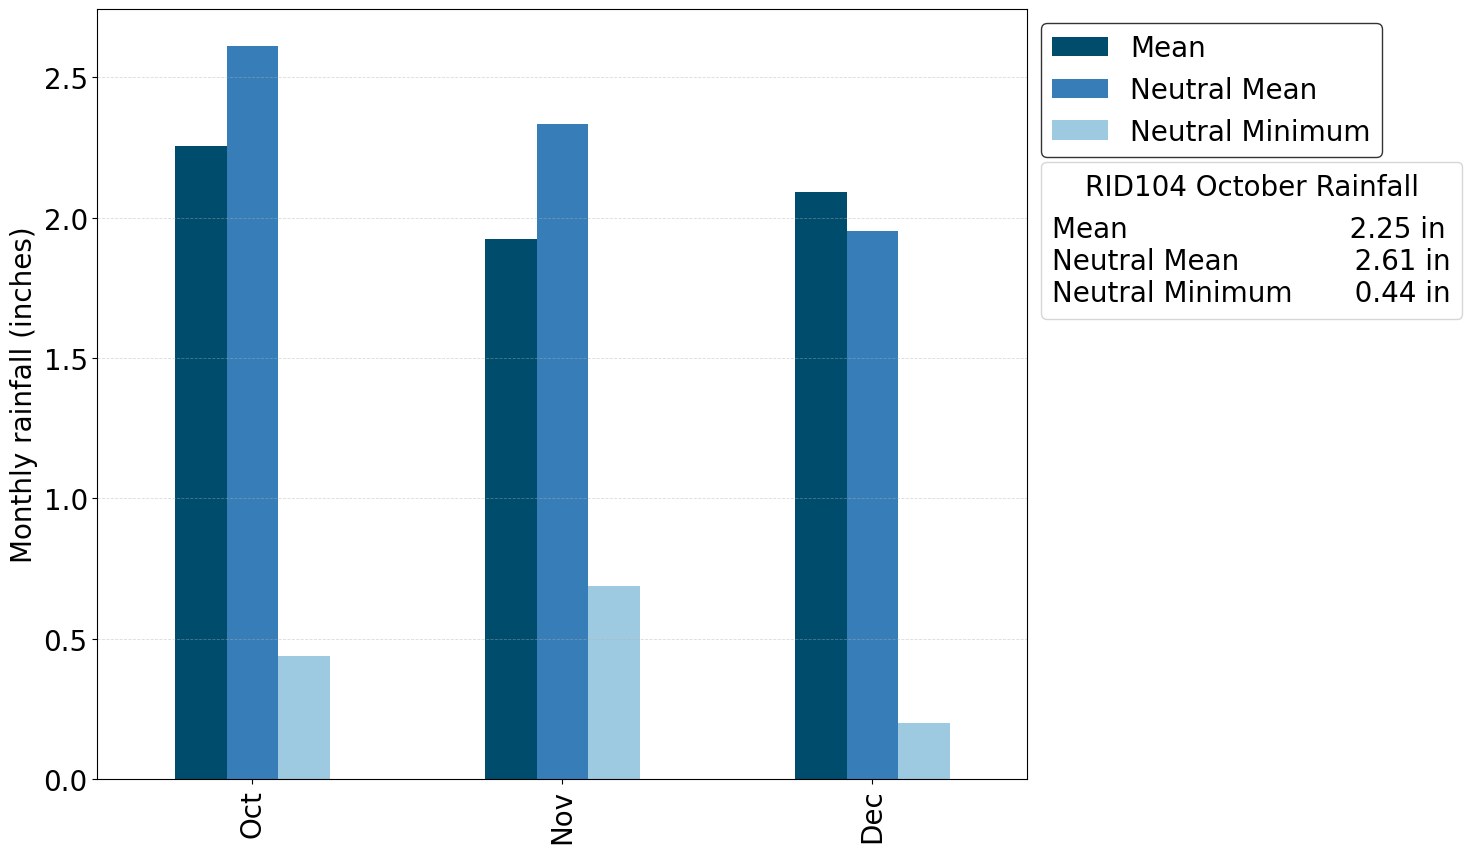 Mean
Neutral Mean
Neutral Minimum
RID104 October Rainfall
Mean 2.25 in
Neutral Mean 2.61 in
Neutral Minimum 0.44 in
Monthly rainfall (inches)
2.5
2.0
1.5
1.0
0.5
0.0
Oct
Nov
Dec